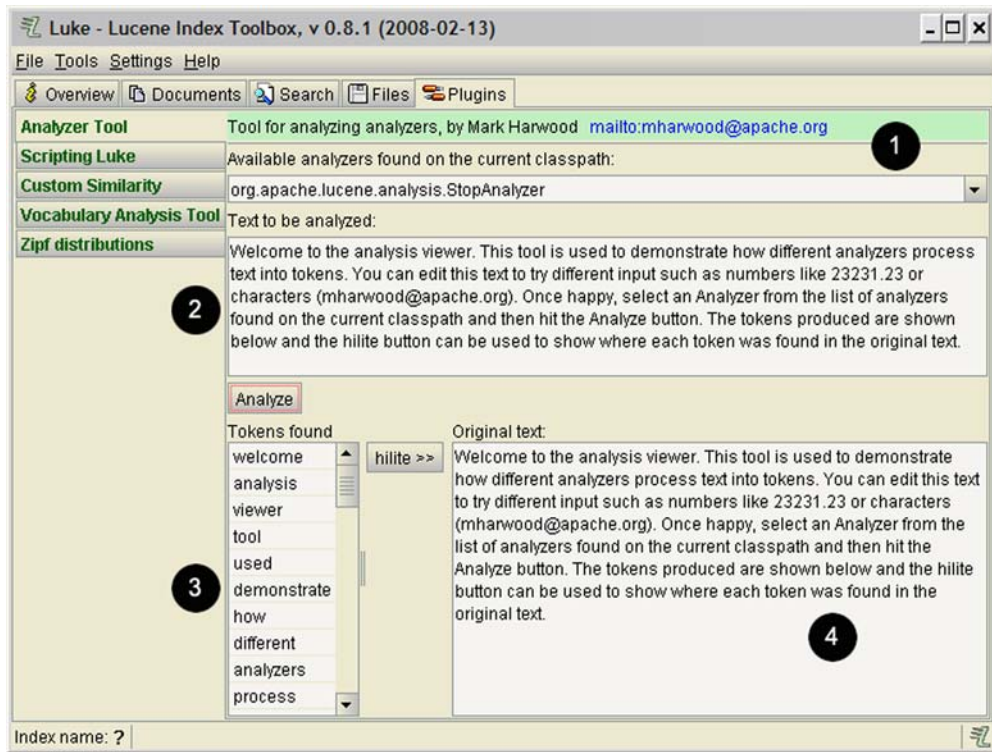 Luke - Lucene Index Toolbox, v 0.8.1 (2008-02-13)
File Tools Settings Help
Overview Documents Search Files Plugins
Analyzer Tool
Scripting Luke
Custom Similarity
Vocabulary Analysis Tool
Zipf distributions
Tool for analyzing analyzers, by Mark Harwood mailto:mharwood@apache.org
1
Available analyzers found on the current classpath:
org.apache.lucene.analysis.StopAnalyzer
Text to be analyzed:
Welcome to the analysis viewer. This tool is used to demonstrate how different analyzers process
text into tokens. You can edit this text to try different input such as numbers like 23231.23 or
characters (mharwood@apache.org). Once happy, select an Analyzer from the list of analyzers
found on the current classpath and then hit the Analyze button. The tokens produced are shown
below and the hilite button can be used to show where each token was found in the original text.
2
Analyze
Tokens found
welcome
analysis
viewer
tool
used
demonstrate
how
different
analyzers
process
3
hilite >>
Original text:
Welcome to the analysis viewer. This tool is used to demonstrate
how different analyzers process text into tokens. You can edit this text
to try different input such as numbers like 23231.23 or characters
(mharwood@apache.org). Once happy, select an Analyzer from the
list of analyzers found on the current classpath and then hit the
Analyze button. The tokens produced are shown below and the hilite
button can be used to show where each token was found in the
original text.
4
Index name: ?